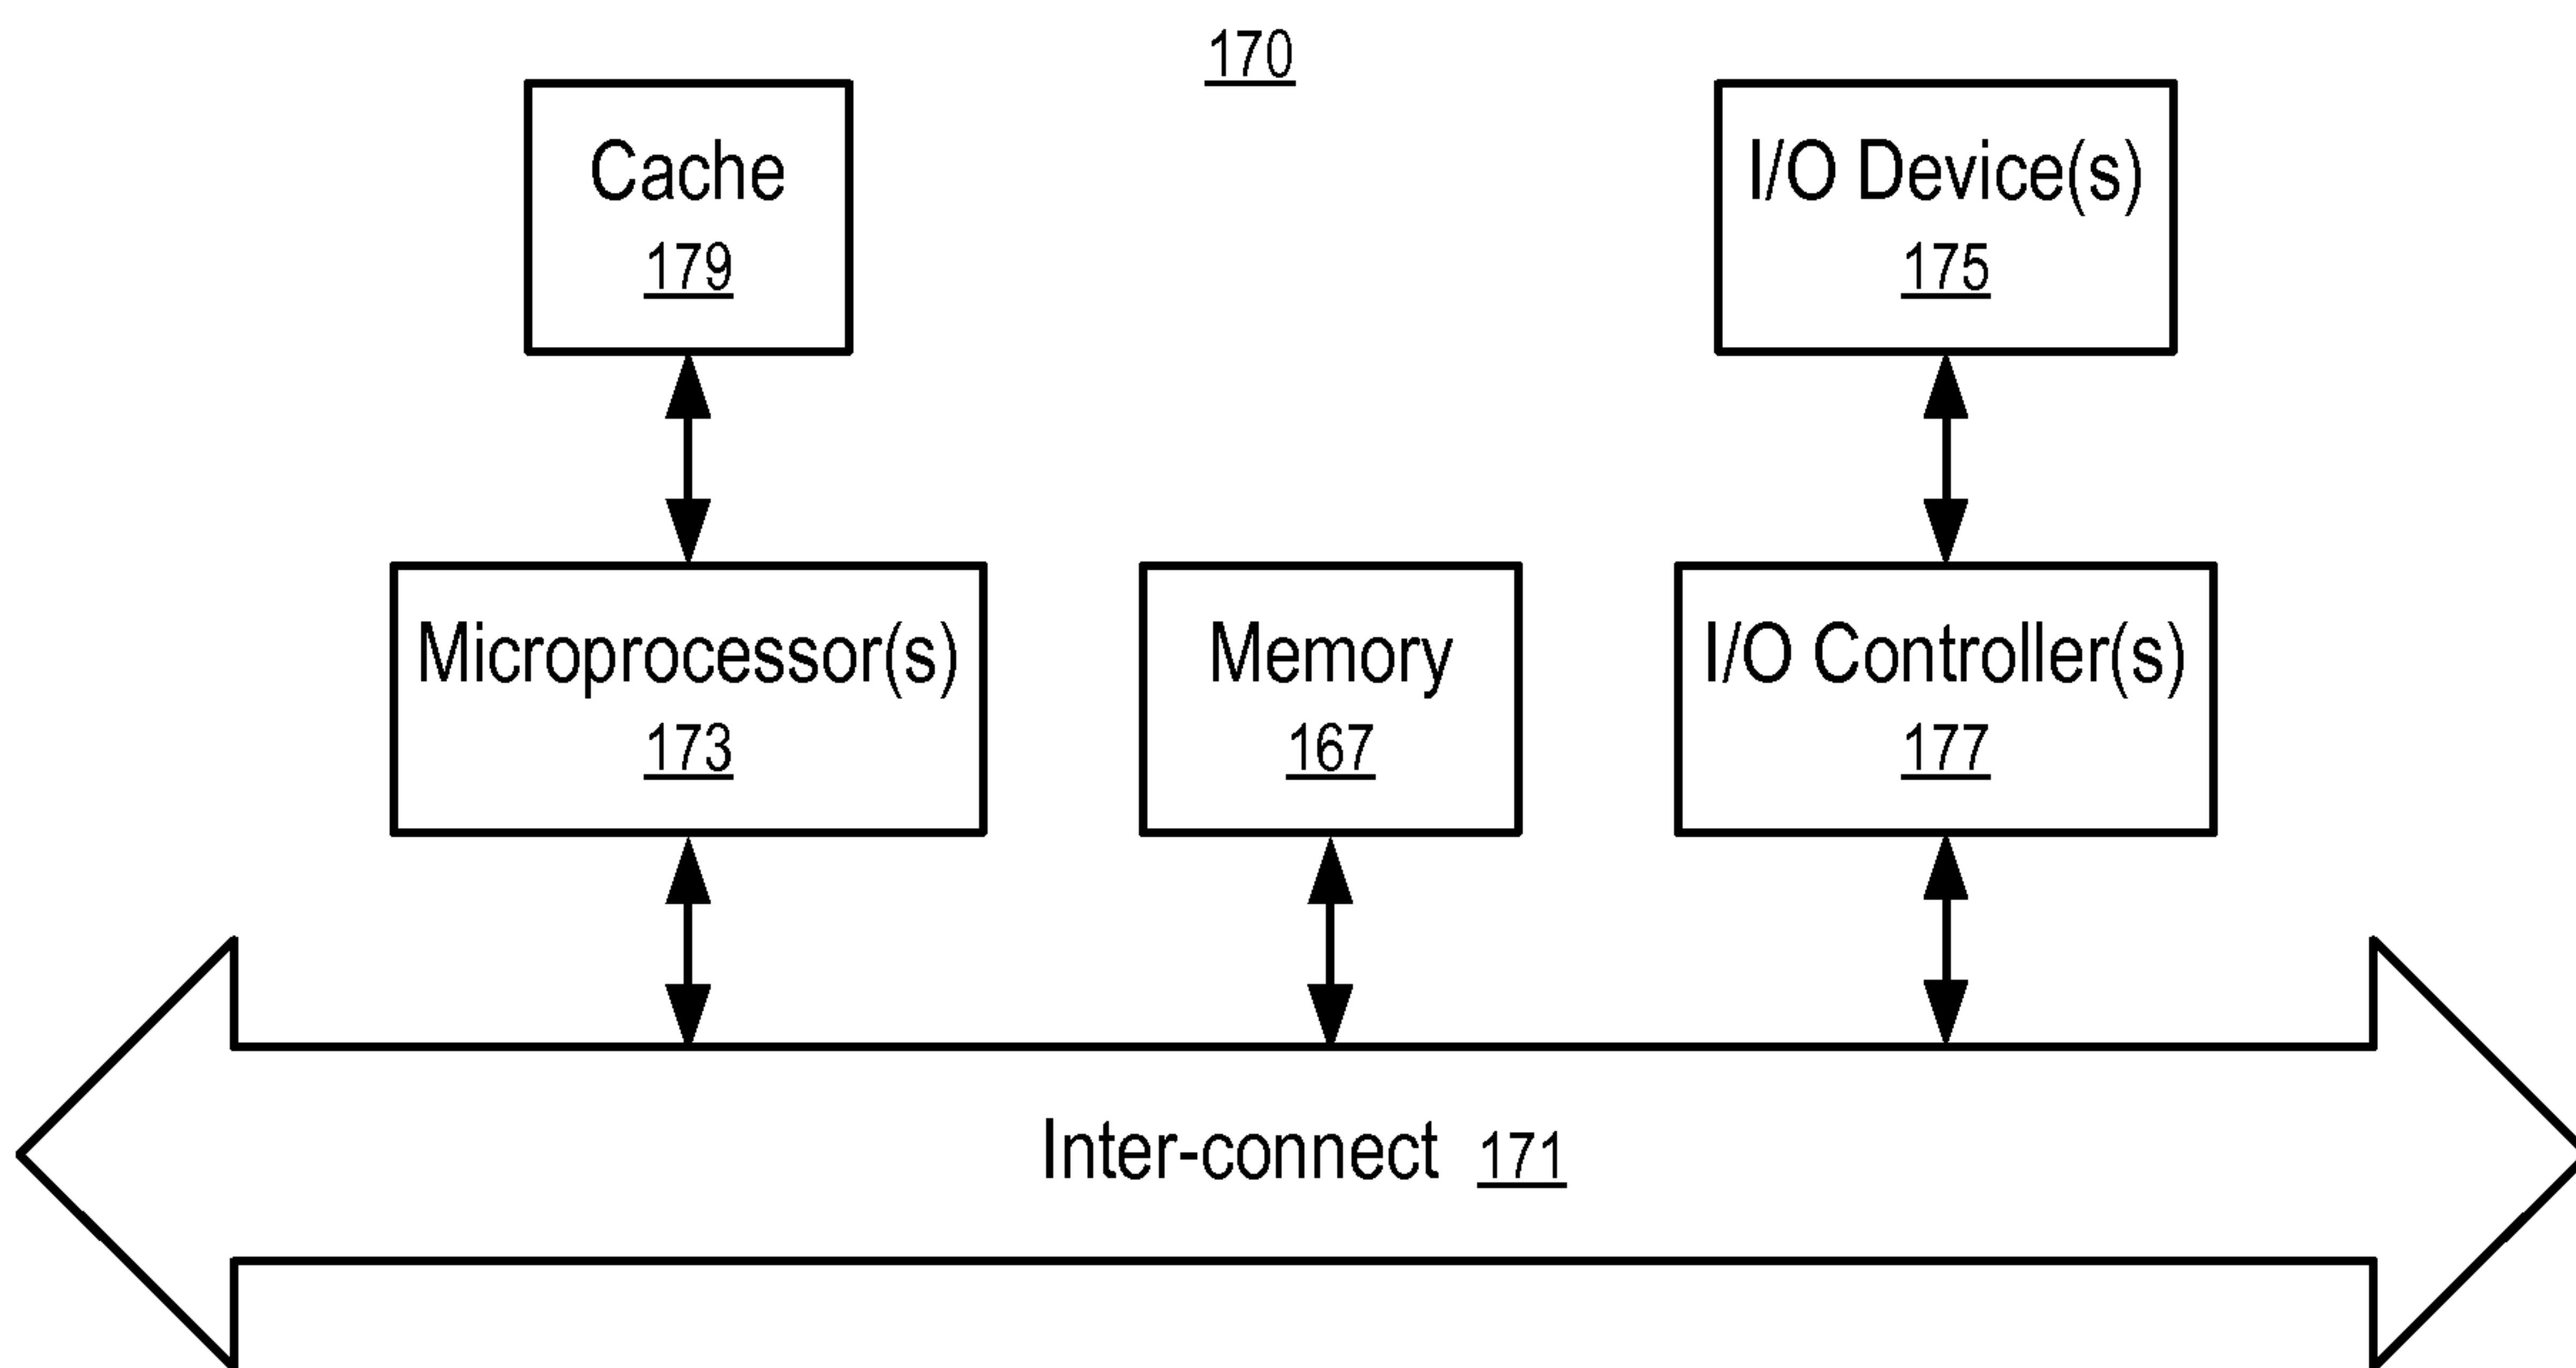 170
Cache
179
I/O Device(s)
175
Microprocessor(s)
173
Memory
167
I/O Controller(s)
177
Inter-connect 171